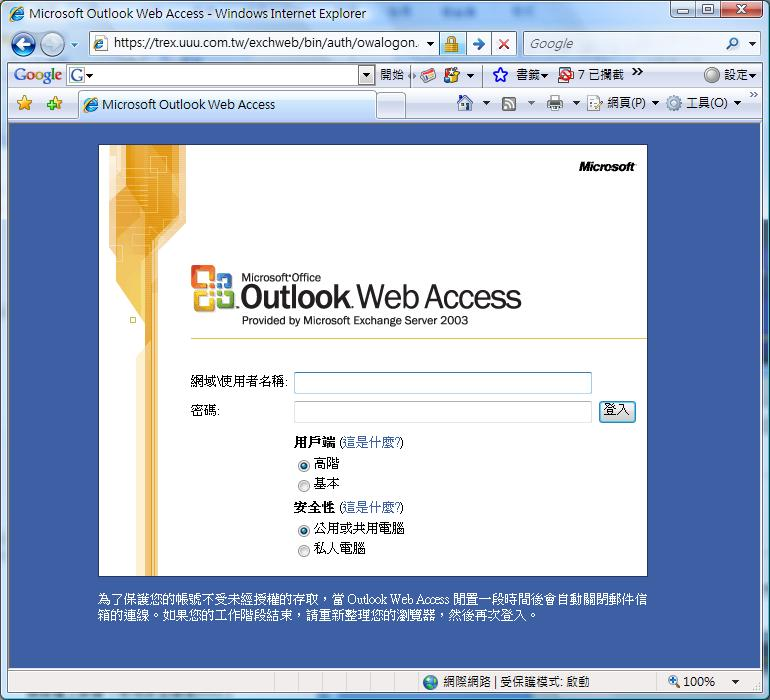 Microsoft Outlook Web Access - Windows Internet Explorer
https://trex.uuu.com.tw/exchweb/bin/auth/owalogon.
Google
Google G 開始 書籤 7 已攔截 » 設定
Microsoft Outlook Web Access
網頁(P) 工具(O) »
Microsoft
Microsoft® Office
Outlook Web Access
Provided by Microsoft Exchange Server 2003
網域\使用者名稱:
密碼:
登入
用戶端 (這是什麼?)
高階
基本
安全性 (這是什麼?)
公用或共用電腦
私人電腦
為了保護您的帳號不受未經授權的存取，當 Outlook Web Access 閒置一段時間後會自動關閉郵件信
箱的連線。如果您的工作階段結束，請重新整理您的瀏覽器，然後再次登入。
網際網路 | 受保護模式: 啟動
100%